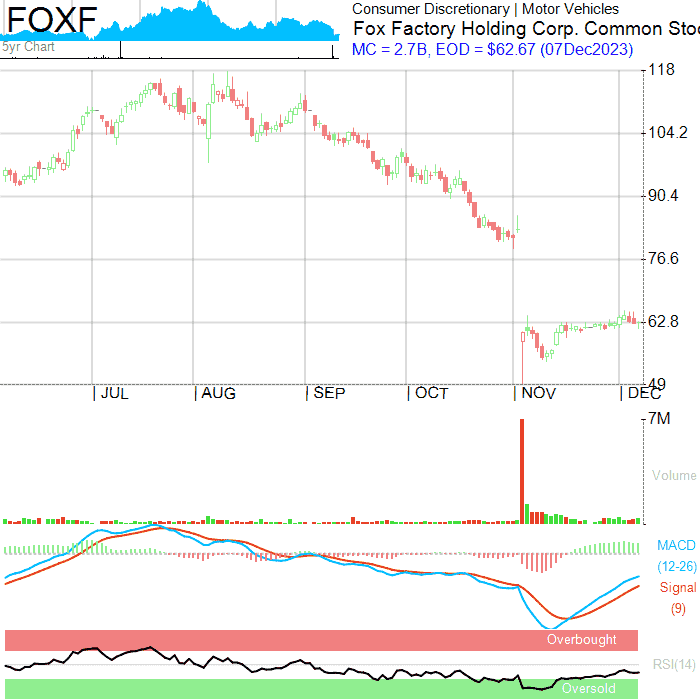 FOXF
5yr Chart
Consumer Discretionary | Motor Vehicles
Fox Factory Holding Corp. Common Stoc
MC = 2.7B, EOD = $62.67 (07Dec2023)
118
104.2
90.4
76.6
62.8
49
JUL AUG SEP OCT NOV DEC
7M
Volume
MACD
(12-26)
Signal
(9)
Overbought
RSI(14)
Oversold